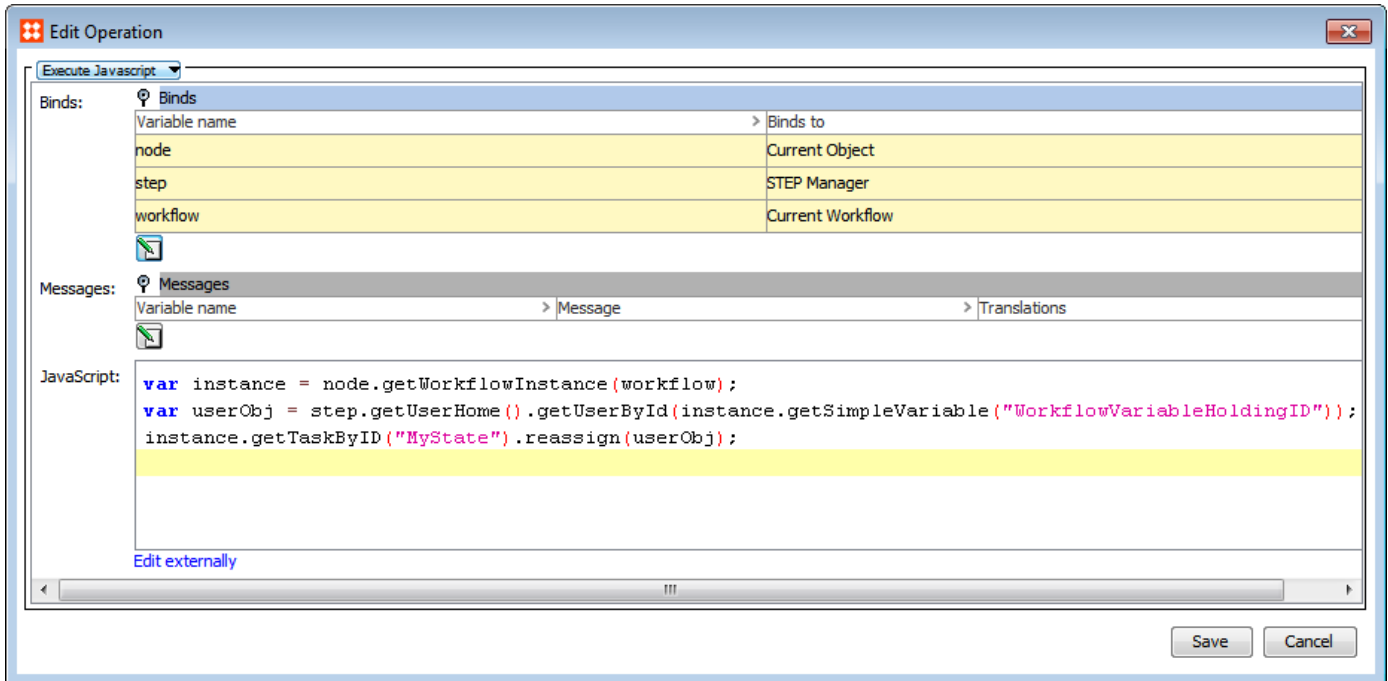 Edit Operation
Execute Javascript
Binds: Binds
Variable name > Binds to
node Current Object
step STEP Manager
workflow Current Workflow
Messages: Messages
Variable name > Message > Translations
JavaScript:
var instance = node.getWorkflowInstance(workflow);
var userObj = step.getUserHome().getUserById(instance.getSimpleVariable("WorkflowVariableHoldingID"));
instance.getTaskByID("MyState").reassign(userObj);
Edit externally
Save Cancel